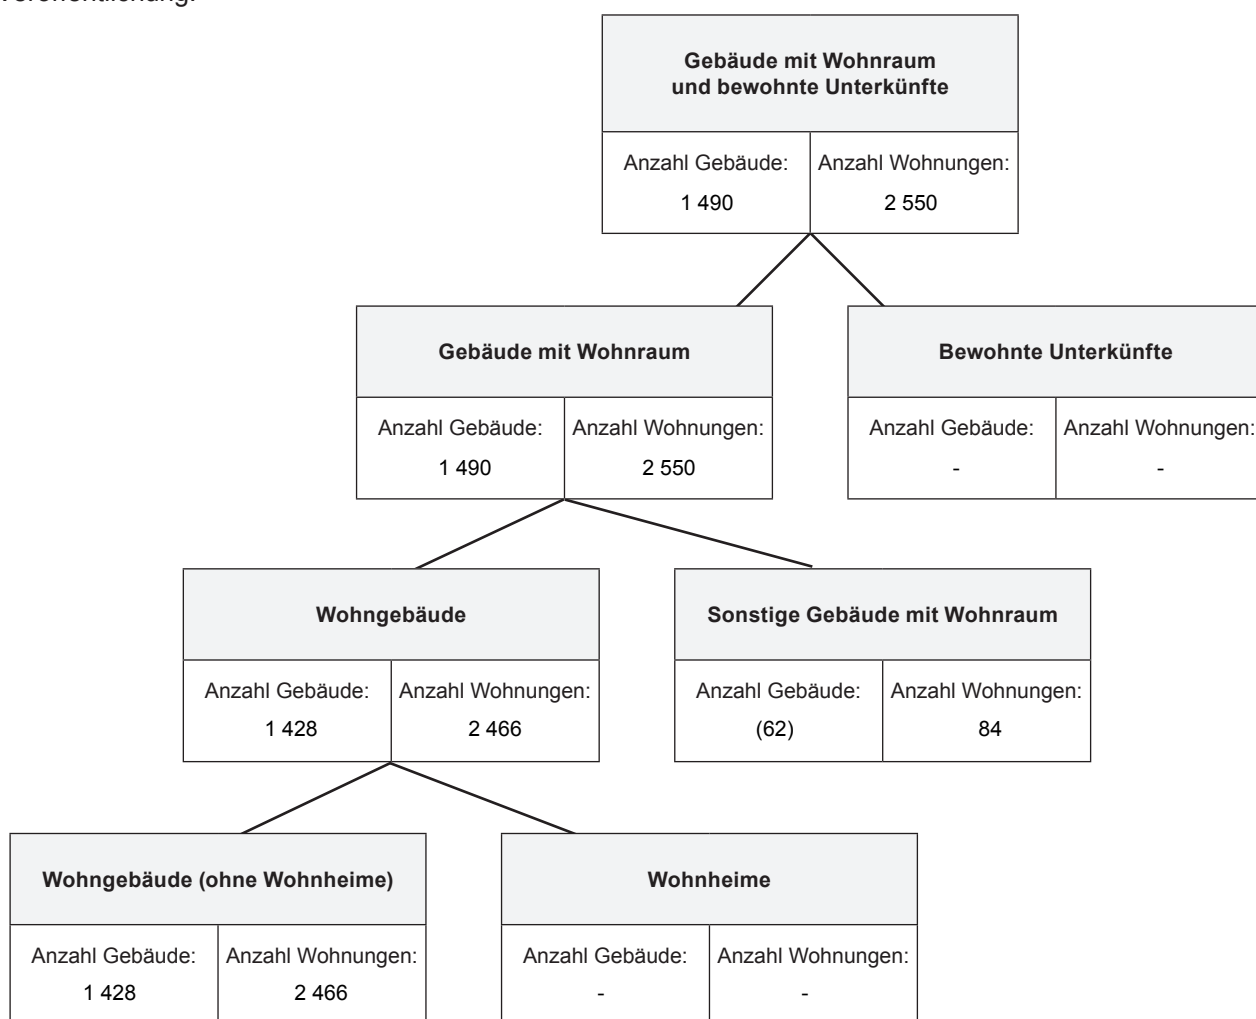 Veröffentlichung.
Gebäude mit Wohnraum
und bewohnte Unterkünfte
Anzahl Gebäude: Anzahl Wohnungen:
1 490 2 550
Gebäude mit Wohnraum
Bewohnte Unterkünfte
Anzahl Gebäude: Anzahl Wohnungen:
1 490 2 550
Anzahl Gebäude: Anzahl Wohnungen:
- -
Wohngebäude
Sonstige Gebäude mit Wohnraum
Anzahl Gebäude: Anzahl Wohnungen:
1 428 2 466
Anzahl Gebäude: Anzahl Wohnungen:
(62) 84
Wohngebäude (ohne Wohnheime)
Wohnheime
Anzahl Gebäude: Anzahl Wohnungen:
1 428 2 466
Anzahl Gebäude: Anzahl Wohnungen:
- -